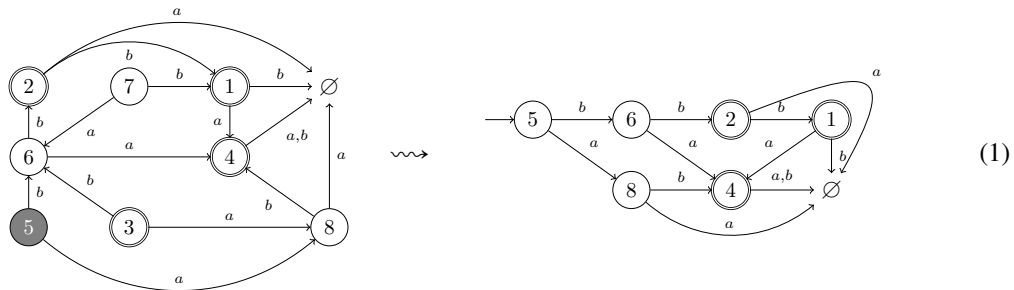 a
b
2 7 b 1 b ∅
b a a a,b a
6 a 4
b b b
5 3 a 8
a
⇝
a
5 b 6 b 2 b 1
a a a b
8 b 4 a,b ∅
a
(1)